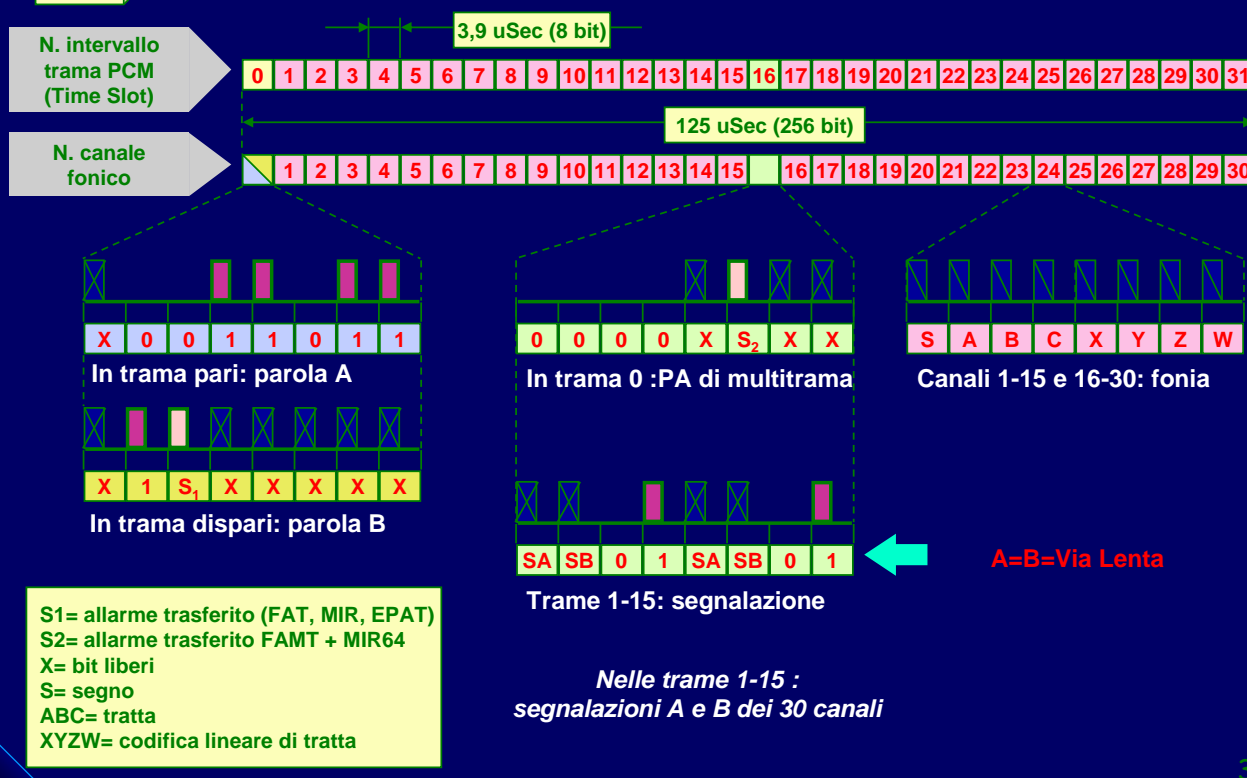 3,9 uSec (8 bit)
N. intervallo
trama PCM
(Time Slot)
0 1 2 3 4 5 6 7 8 9 10 11 12 13 14 15 16 17 18 19 20 21 22 23 24 25 26 27 28 29 30 31
125 uSec (256 bit)
N. canale
fonico
1 2 3 4 5 6 7 8 9 10 11 12 13 14 15 16 17 18 19 20 21 22 23 24 25 26 27 28 29 30
X 0 0 1 1 0 1 1
In trama pari: parola A
X 1 S1 X X X X X
In trama dispari: parola B
0 0 0 0 X S2 X X
In trama 0 :PA di multitrama
SA SB 0 1 SA SB 0 1
A=B=Via Lenta
Trame 1-15: segnalazione
S A B C X Y Z W
Canali 1-15 e 16-30: fonia
S1= allarme trasferito (FAT, MIR, EPAT)
S2= allarme trasferito FAMT + MIR64
X= bit liberi
S= segno
ABC= tratta
XYZW= codifica lineare di tratta
Nelle trame 1-15 :
segnalazioni A e B dei 30 canali